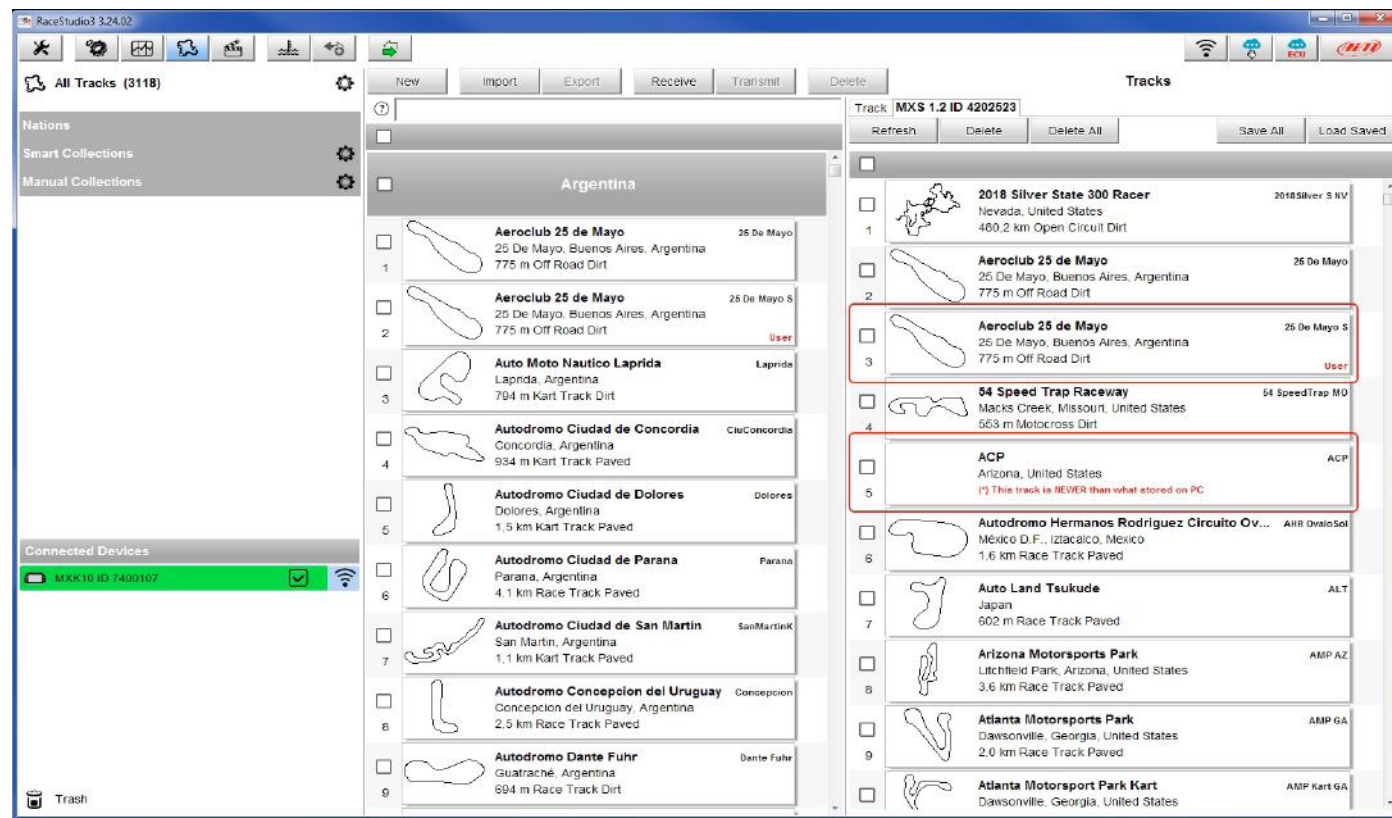 RaceStudio3 3.24.02
ECU
All Tracks (3118)
New Import Export Receive Transmit Delete
Tracks
Nations
Smart Collections
Manual Collections
Connected Devices
MXK10 ID 7400107
Trash
Argentina
Aeroclub 25 de Mayo 25 De Mayo
25 De Mayo, Buenos Aires, Argentina
1 775 m Off Road Dirt
Aeroclub 25 de Mayo 25 De Mayo S
25 De Mayo, Buenos Aires, Argentina
2 775 m Off Road Dirt User
Auto Moto Nautico Laprida Laprida
Laprida, Argentina
3 794 m Kart Track Dirt
Autodromo Ciudad de Concordia CiuConcordia
Concordia, Argentina
4 934 m Kart Track Paved
Autodromo Ciudad de Dolores Dolores
Dolores, Argentina
5 1,5 km Kart Track Paved
Autodromo Ciudad de Parana Parana
Parana, Argentina
6 4,1 km Race Track Paved
Autodromo Ciudad de San Martin SanMartinK
San Martin, Argentina
7 1,1 km Kart Track Paved
Autodromo Concepcion del Uruguay Concepcion
Concepcion del Uruguay, Argentina
8 2,5 km Race Track Paved
Autodromo Dante Fuhr Dante Fuhr
Guatraché, Argentina
9 694 m Race Track Dirt
Track MXS 1.2 ID 4202523
Refresh Delete Delete All Save All Load Saved
2018 Silver State 300 Racer 2018Silver S NV
Nevada, United States
1 460,2 km Open Circuit Dirt
Aeroclub 25 de Mayo 25 De Mayo
25 De Mayo, Buenos Aires, Argentina
2 775 m Off Road Dirt
Aeroclub 25 de Mayo 25 De Mayo S
25 De Mayo, Buenos Aires, Argentina
3 775 m Off Road Dirt User
54 Speed Trap Raceway 54 SpeedTrap MO
Macks Creek, Missouri, United States
4 553 m Motocross Dirt
ACP ACP
Arizona, United States
5 (*) This track is NEWER than what stored on PC
Autodromo Hermanos Rodriguez Circuito Ov... AHR OvaloSol
México D.F., Iztacalco, Mexico
6 1,6 km Race Track Paved
Auto Land Tsukude ALT
Japan
7 602 m Race Track Paved
Arizona Motorsports Park AMP AZ
Litchfield Park, Arizona, United States
8 3,6 km Race Track Paved
Atlanta Motorsports Park AMP GA
Dawsonville, Georgia, United States
9 2,0 km Race Track Paved
Atlanta Motorsport Park Kart AMP Kart GA
Dawsonville, Georgia, United States